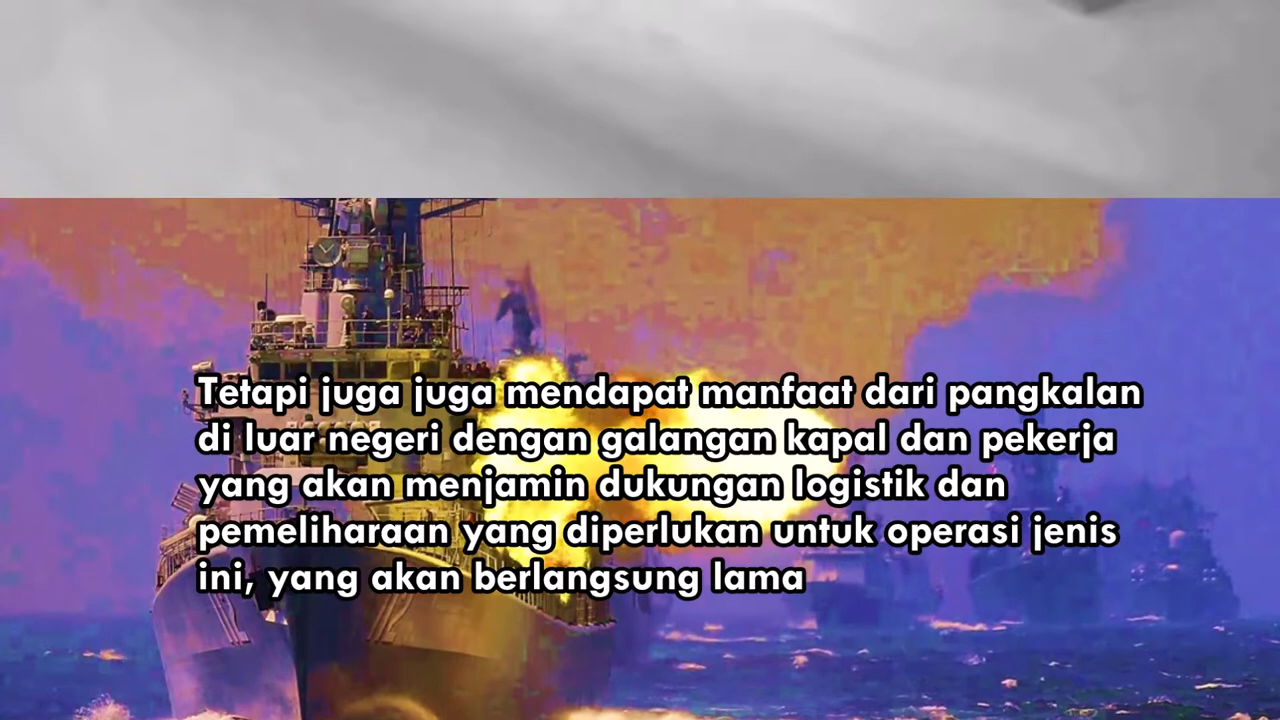 Tetapi juga juga mendapat manfaat dari pangkalan
di luar negeri dengan galangan kapal dan pekerja
yang akan menjamin dukungan logistik dan
pemeliharaan yang diperlukan untuk operasi jenis
ini, yang akan berlangsung lama